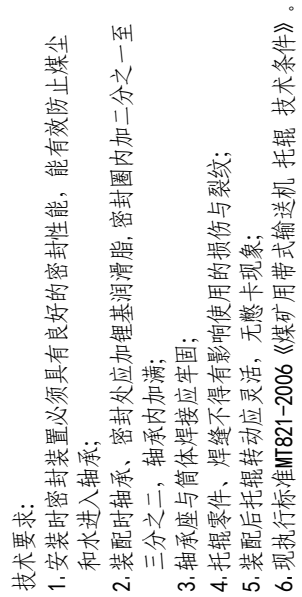 技术要求:
1.安装时密封装置必须具有良好的密封性能，能有效防止煤尘
和水进入轴承;
2.装配时轴承、密封处应加锂基润滑脂,密封圈内加二分之一至
三分之二，轴承内加满;
3.轴承座与筒体焊接应牢固;
4.托辊零件、焊缝不得有影响使用的损伤与裂纹;
5.装配后托辊转动应灵活，无憋卡现象;
6.现执行标准MT821-2006《煤矿用带式输送机 托辊 技术条件》。